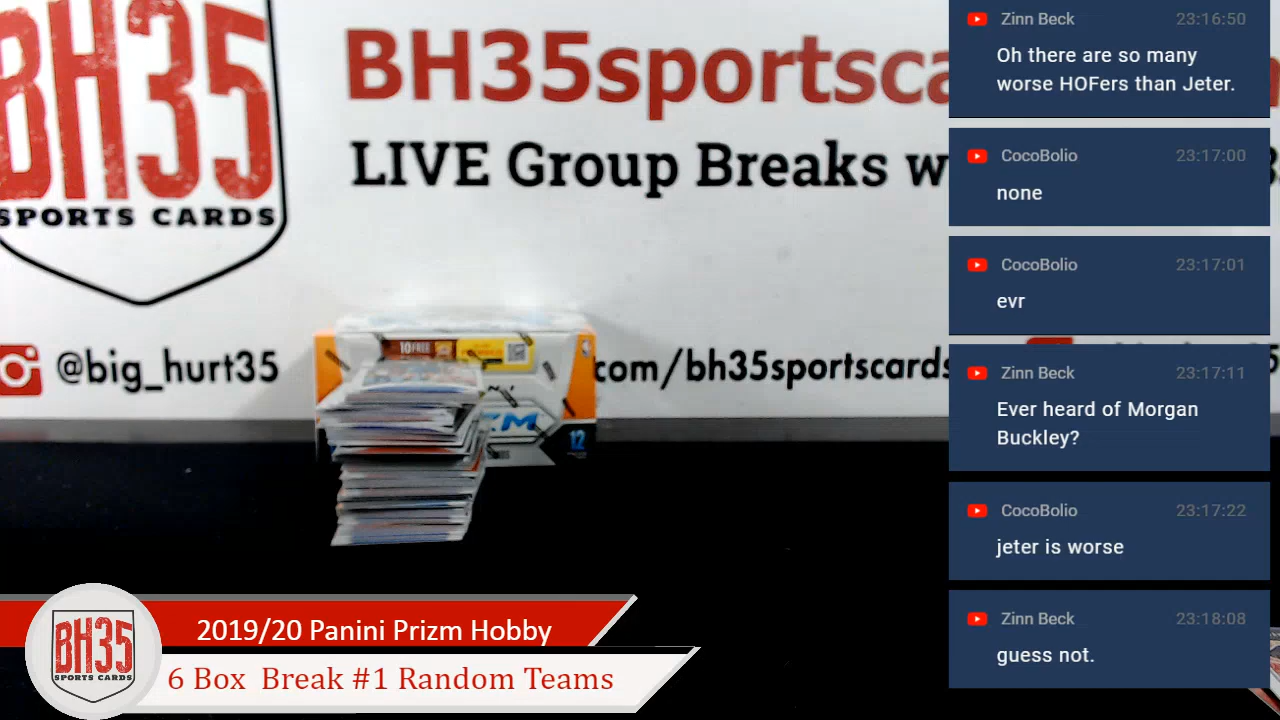 BH35
SPORTS CARDS
BH35sportsca
LIVE Group Breaks w
@big_hurt35
com/bh35sportscards
10 FREE
12
BH35
SPORTS CARDS
2019/20 Panini Prizm Hobby
6 Box Break #1 Random Teams
Zinn Beck 23:16:50
Oh there are so many
worse HOFers than Jeter.
CocoBolio 23:17:00
none
CocoBolio 23:17:01
evr
Zinn Beck 23:17:11
Ever heard of Morgan
Buckley?
CocoBolio 23:17:22
jeter is worse
Zinn Beck 23:18:08
guess not.